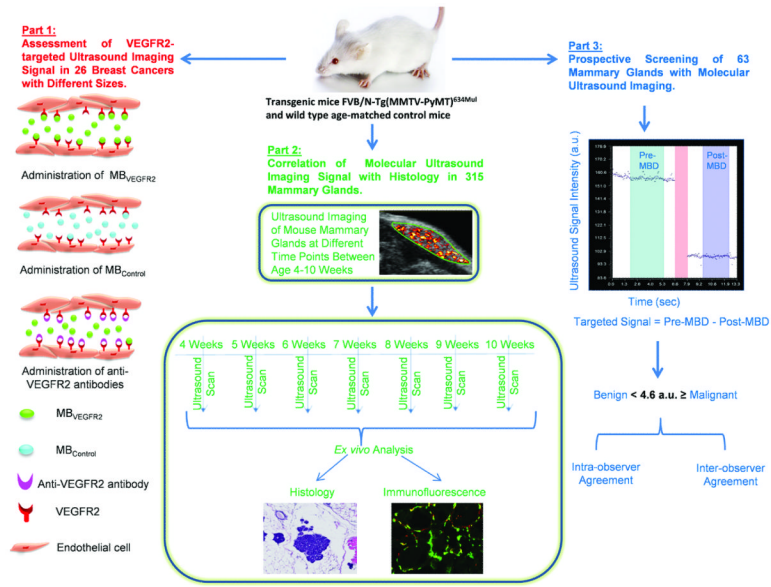 Part 1:
Assessment of VEGFR2-
targeted Ultrasound Imaging
Signal in 26 Breast Cancers
with Different Sizes.
Administration of MBVEGFR2
Administration of MBControl
Administration of anti-
VEGFR2 antibodies
MBVEGFR2
MBControl
Anti-VEGFR2 antibody
VEGFR2
Endothelial cell
Transgenic mice FVB/N-Tg(MMTV-PyMT)634Mul
and wild type age-matched control mice
Part 2:
Correlation of Molecular Ultrasound
Imaging Signal with Histology in 315
Mammary Glands.
Ultrasound Imaging
of Mouse Mammary
Glands at Different
Time Points Between
Age 4-10 Weeks
4 Weeks 5 Weeks 6 Weeks 7 Weeks 8 Weeks 9 Weeks 10 Weeks
Ultrasound Scan
Ultrasound Scan
Ultrasound Scan
Ultrasound Scan
Ultrasound Scan
Ultrasound Scan
Ultrasound Scan
Ex vivo Analysis
Histology Immunofluorescence
Part 3:
Prospective Screening of 63
Mammary Glands with Molecular
Ultrasound Imaging.
Ultrasound Signal Intensity (a.u.)
Pre-
MBD
Post-
MBD
Time (sec)
Targeted Signal = Pre-MBD - Post-MBD
Benign < 4.6 a.u. ≥ Malignant
Intra-observer
Agreement
Inter-observer
Agreement